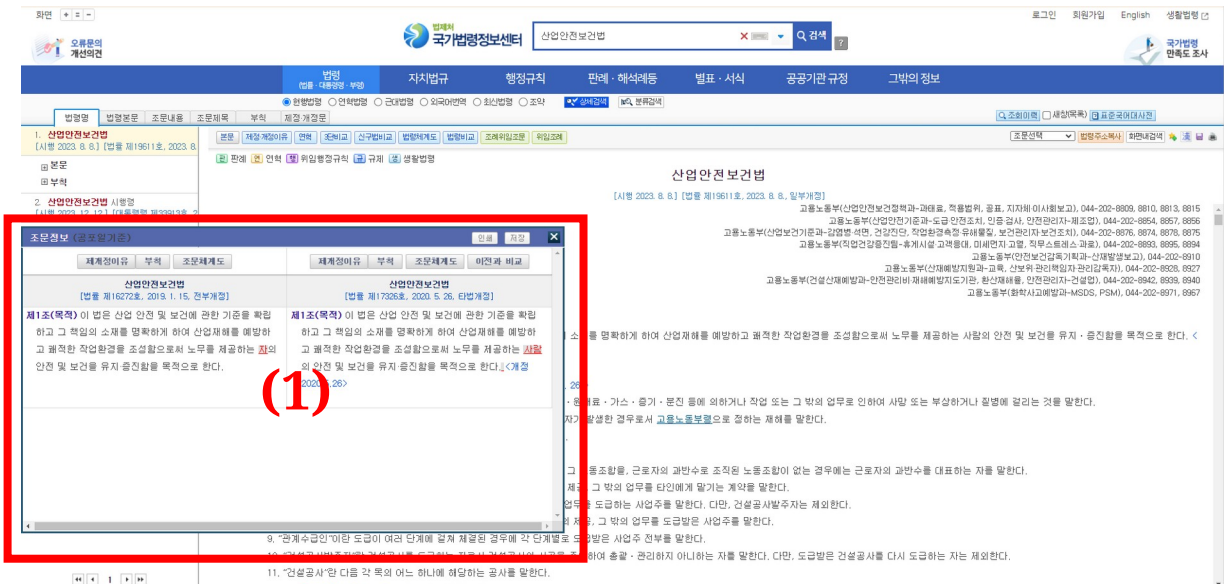 화면 + = -
로그인 회원가입 English 생활법령
오류문의
개선의견
법제처
국가법령정보센터
산업안전보건법
검색
?
국가법령
만족도 조사
법령
(법률·대통령령·부령)
자치법규 행정규칙 판례·해석례등 별표·서식 공공기관 규정 그밖의 정보
현행법령 연혁법령 근대법령 외국어번역 최신법령 조약 상세검색 분류검색
법령명 법령본문 조문내용 조문제목 부칙 제정·개정문
조회이력 새창(목록) 표준국어대사전
1. 산업안전보건법
[시행 2023. 8. 8.] [법률 제19611호, 2023. 8.
본문 제정·개정이유 연혁 3단비교 신구법비교 법령체계도 법령비교 조례위임조문 위임조례
조문선택 법령주소복사 화면내검색
본문
부칙
판 판례 연 연혁 행 위임행정규칙 규 규제 생 생활법령
산업안전보건법
2. 산업안전보건법 시행령
[시행 2023. 12. 12.] [대통령령 제33913호, 2
[시행 2023. 8. 8.] [법률 제19611호, 2023. 8. 8., 일부개정]
고용노동부(산업안전보건정책과-과태료, 적용범위, 공표, 지자체·이사회보고), 044-202-8809, 8810, 8813, 8815
고용노동부(산업안전기준과-도급·안전조치, 인증·검사, 안전관리자-제조업), 044-202-8854, 8857, 8856
고용노동부(산업보건기준과-감염병·석면, 건강진단, 작업환경측정·유해물질, 보건관리자·보건조치), 044-202-8876, 8874, 8878, 8875
고용노동부(직업건강증진팀-휴게시설·고객응대, 미세먼지·고열, 직무스트레스·과로), 044-202-8893, 8895, 8894
고용노동부(안전보건감독기획과-산재발생보고), 044-202-8910
고용노동부(산재예방지원과-교육, 산보위·관리책임자·관리감독자), 044-202-8928, 8927
고용노동부(건설산재예방과-안전관리비·재해예방지도기관, 환산재해율, 안전관리자-건설업), 044-202-8942, 8939, 8940
고용노동부(화학사고예방과-MSDS, PSM), 044-202-8971, 8967
조문정보 (공포일기준)
인쇄 저장 X
제개정이유 부칙 조문체계도
제개정이유 부칙 조문체계도 이전과 비교
산업안전보건법
[법률 제16272호, 2019. 1. 15, 전부개정]
제1조(목적) 이 법은 산업 안전 및 보건에 관한 기준을 확립
하고 그 책임의 소재를 명확하게 하여 산업재해를 예방하
고 쾌적한 작업환경을 조성함으로써 노무를 제공하는 자의
안전 및 보건을 유지·증진함을 목적으로 한다.
산업안전보건법
[법률 제17326호, 2020. 5. 26, 타법개정]
제1조(목적) 이 법은 산업 안전 및 보건에 관한 기준을 확립
하고 그 책임의 소재를 명확하게 하여 산업재해를 예방하
고 쾌적한 작업환경을 조성함으로써 노무를 제공하는 사람
의 안전 및 보건을 유지·증진함을 목적으로 한다. <개정
(1)
를 명확하게 하여 산업재해를 예방하고 쾌적한 작업환경을 조성함으로써 노무를 제공하는 사람의 안전 및 보건을 유지·증진함을 목적으로 한다. <
가스·증기·분진 등에 의하거나 작업 또는 그 밖의 업무로 인하여 사망 또는 부상하거나 질병에 걸리는 것을 말한다.
발생한 경우로서 고용노동부령으로 정하는 재해를 말한다.
근로자의 과반수로 조직된 노동조합이 없는 경우에는 근로자의 과반수를 대표하는 자를 말한다.
그 밖의 업무를 타인에게 맡기는 계약을 말한다.
도급하는 사업주를 말한다. 다만, 건설공사발주자는 제외한다.
그 밖의 업무를 도급받은 사업주를 말한다.
9. "관계수급인"이란 도급이 여러 단계에 걸쳐 체결된 경우에 각 단계별로 도급받은 사업주 전부를 말한다.
하여 총괄·관리하지 아니하는 자를 말한다. 다만, 도급받은 건설공사를 다시 도급하는 자는 제외한다.
11. "건설공사"란 다음 각 목의 어느 하나에 해당하는 공사를 말한다.
1